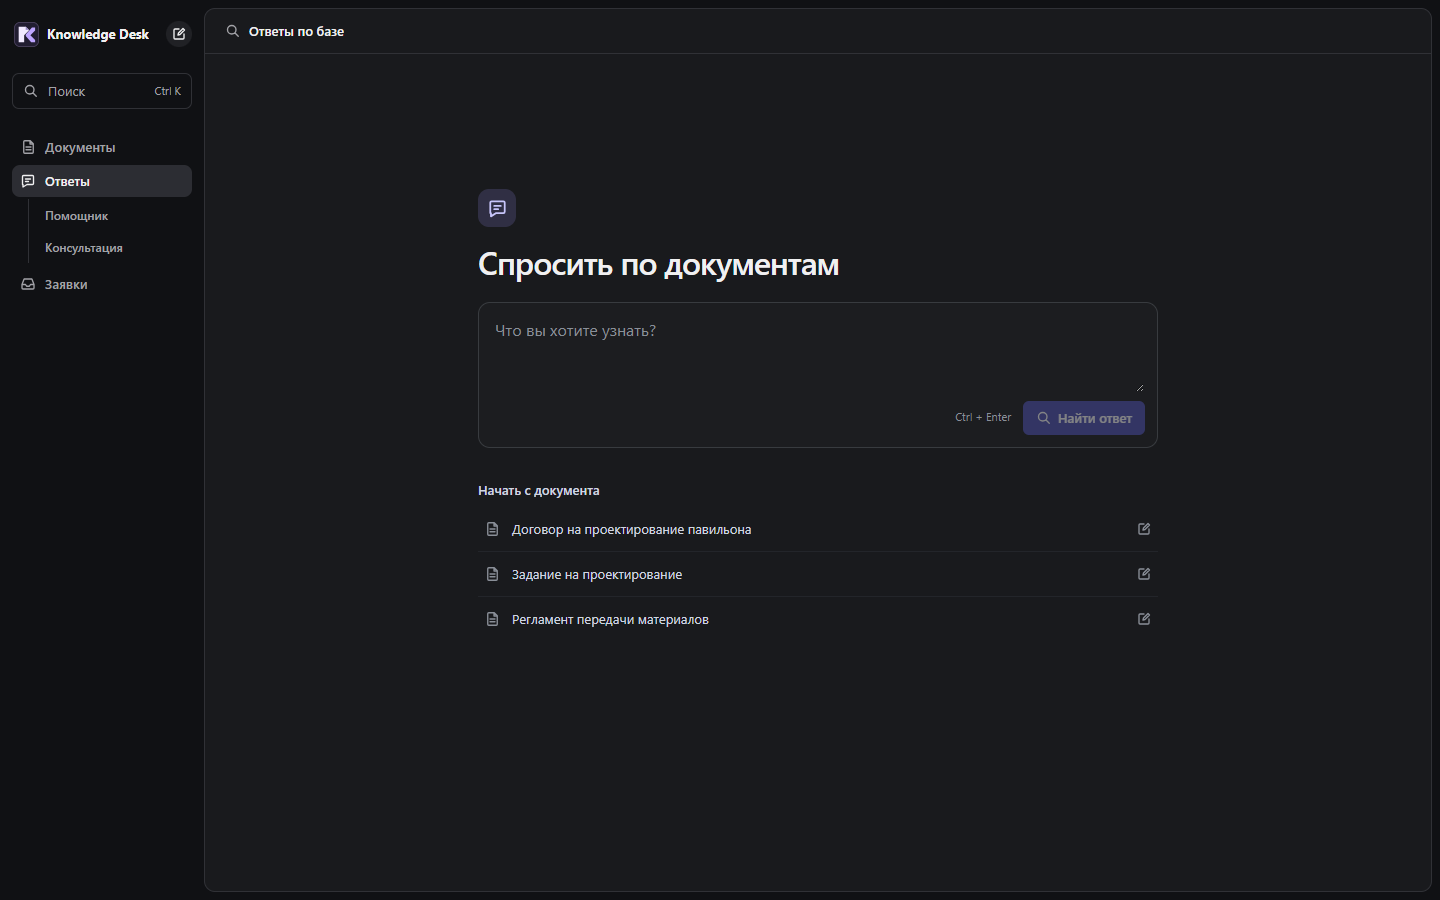 Knowledge Desk
Поиск Ctrl K
Документы
Ответы
Помощник
Консультация
Заявки
Ответы по базе
Спросить по документам
Что вы хотите узнать?
Ctrl + Enter Найти ответ
Начать с документа
Договор на проектирование павильона
Задание на проектирование
Регламент передачи материалов